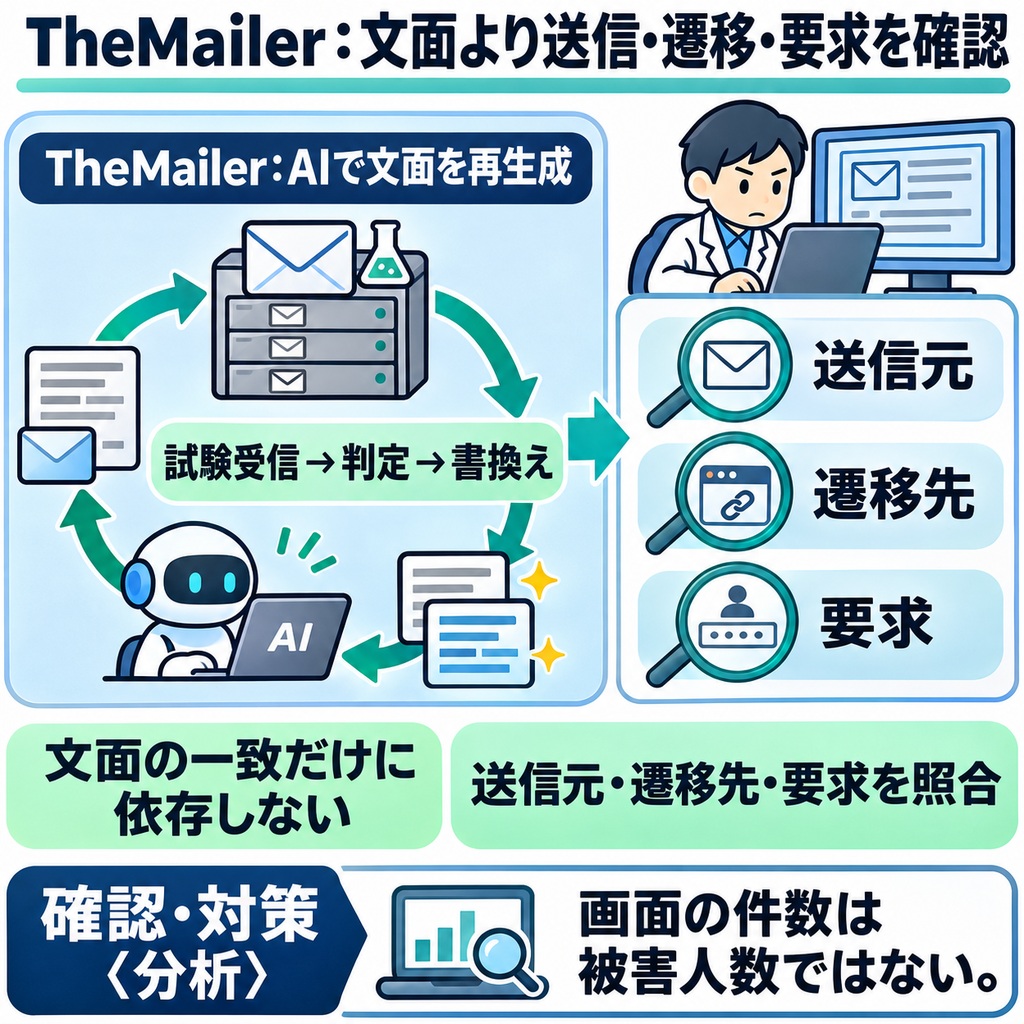 TheMailer：文面より送信・遷移・要求を確認
TheMailer：AIで文面を再生成
試験受信→判定→書換え
AI
送信元
遷移先
要求
文面の一致だけに
依存しない
送信元・遷移先・要求を照合
確認・対策
〈分析〉
画面の件数は
被害人数ではない。